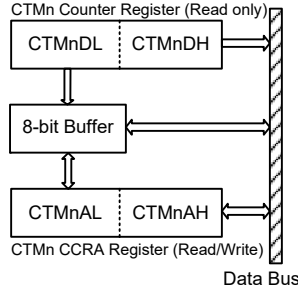 CTMn Counter Register (Read only)
CTMnDL CTMnDH
8-bit Buffer
CTMnAL CTMnAH
CTMn CCRA Register (Read/Write)
Data Bus